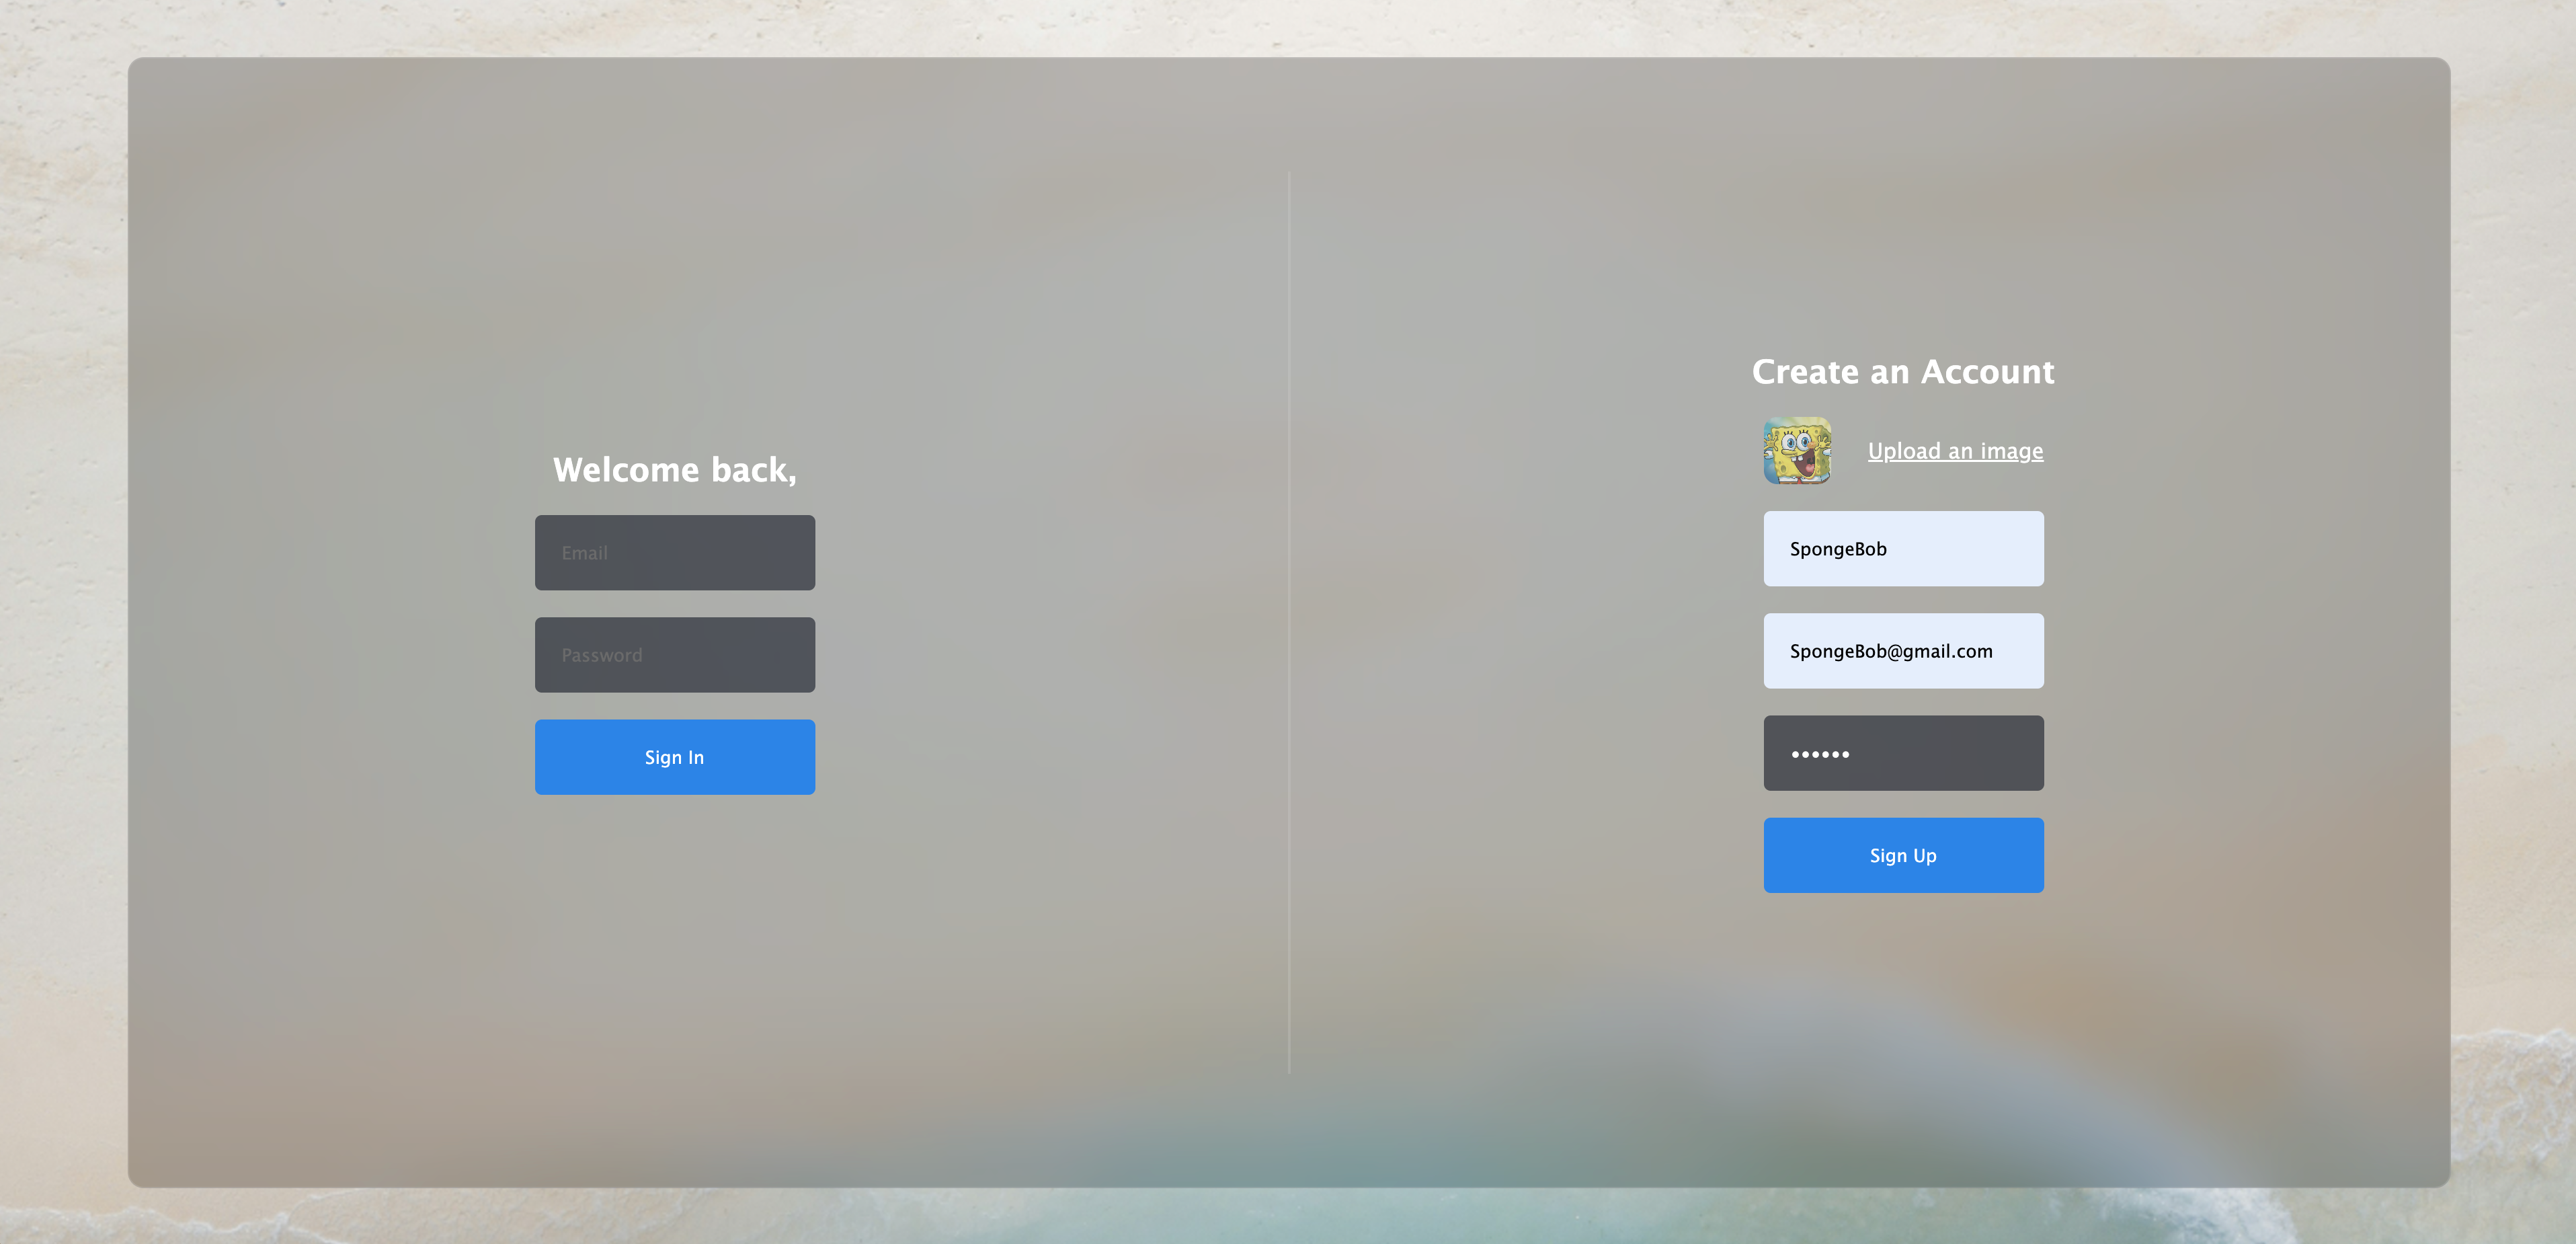 Welcome back,
Email
Password
Sign In
Create an Account
Upload an image
SpongeBob
SpongeBob@gmail.com
••••••
Sign Up